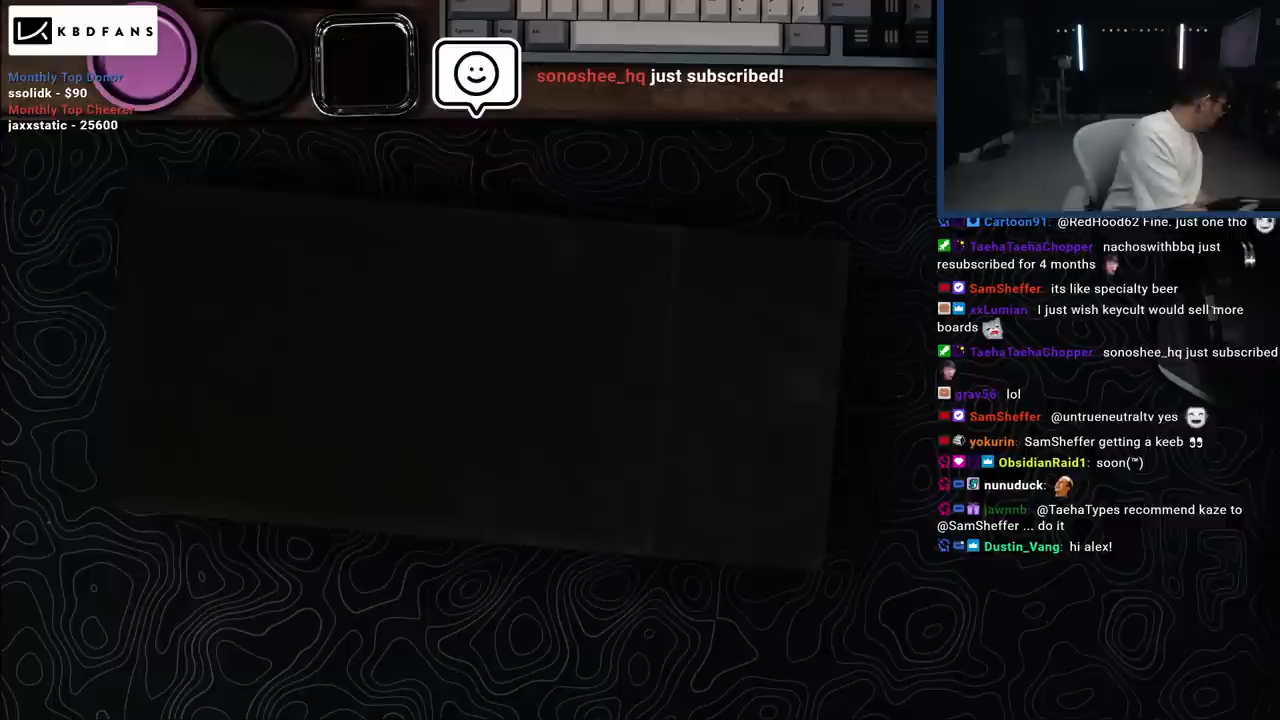 KBDFANS
Monthly Top Donor
ssolidk - $90
Monthly Top Cheerer
jaxxstatic - 25600
sonoshee_hq just subscribed!
Cartoon91: @RedHood62 Fine. just one tho
TaehaTaehaChopper nachoswithbbq just
resubscribed for 4 months
SamSheffer its like specialty beer
xxLumian I just wish keycult would sell more
boards
TaehaTaehaChopper sonoshee_hq just subscribed
grav56 lol
SamSheffer @untrueneutraltv yes
yokurin: SamSheffer getting a keeb
ObsidianRaid1: soon(™)
nunuduck:
jawnnb @TaehaTypes recommend kaze to
@SamSheffer ... do it
Dustin_Vang: hi alex!